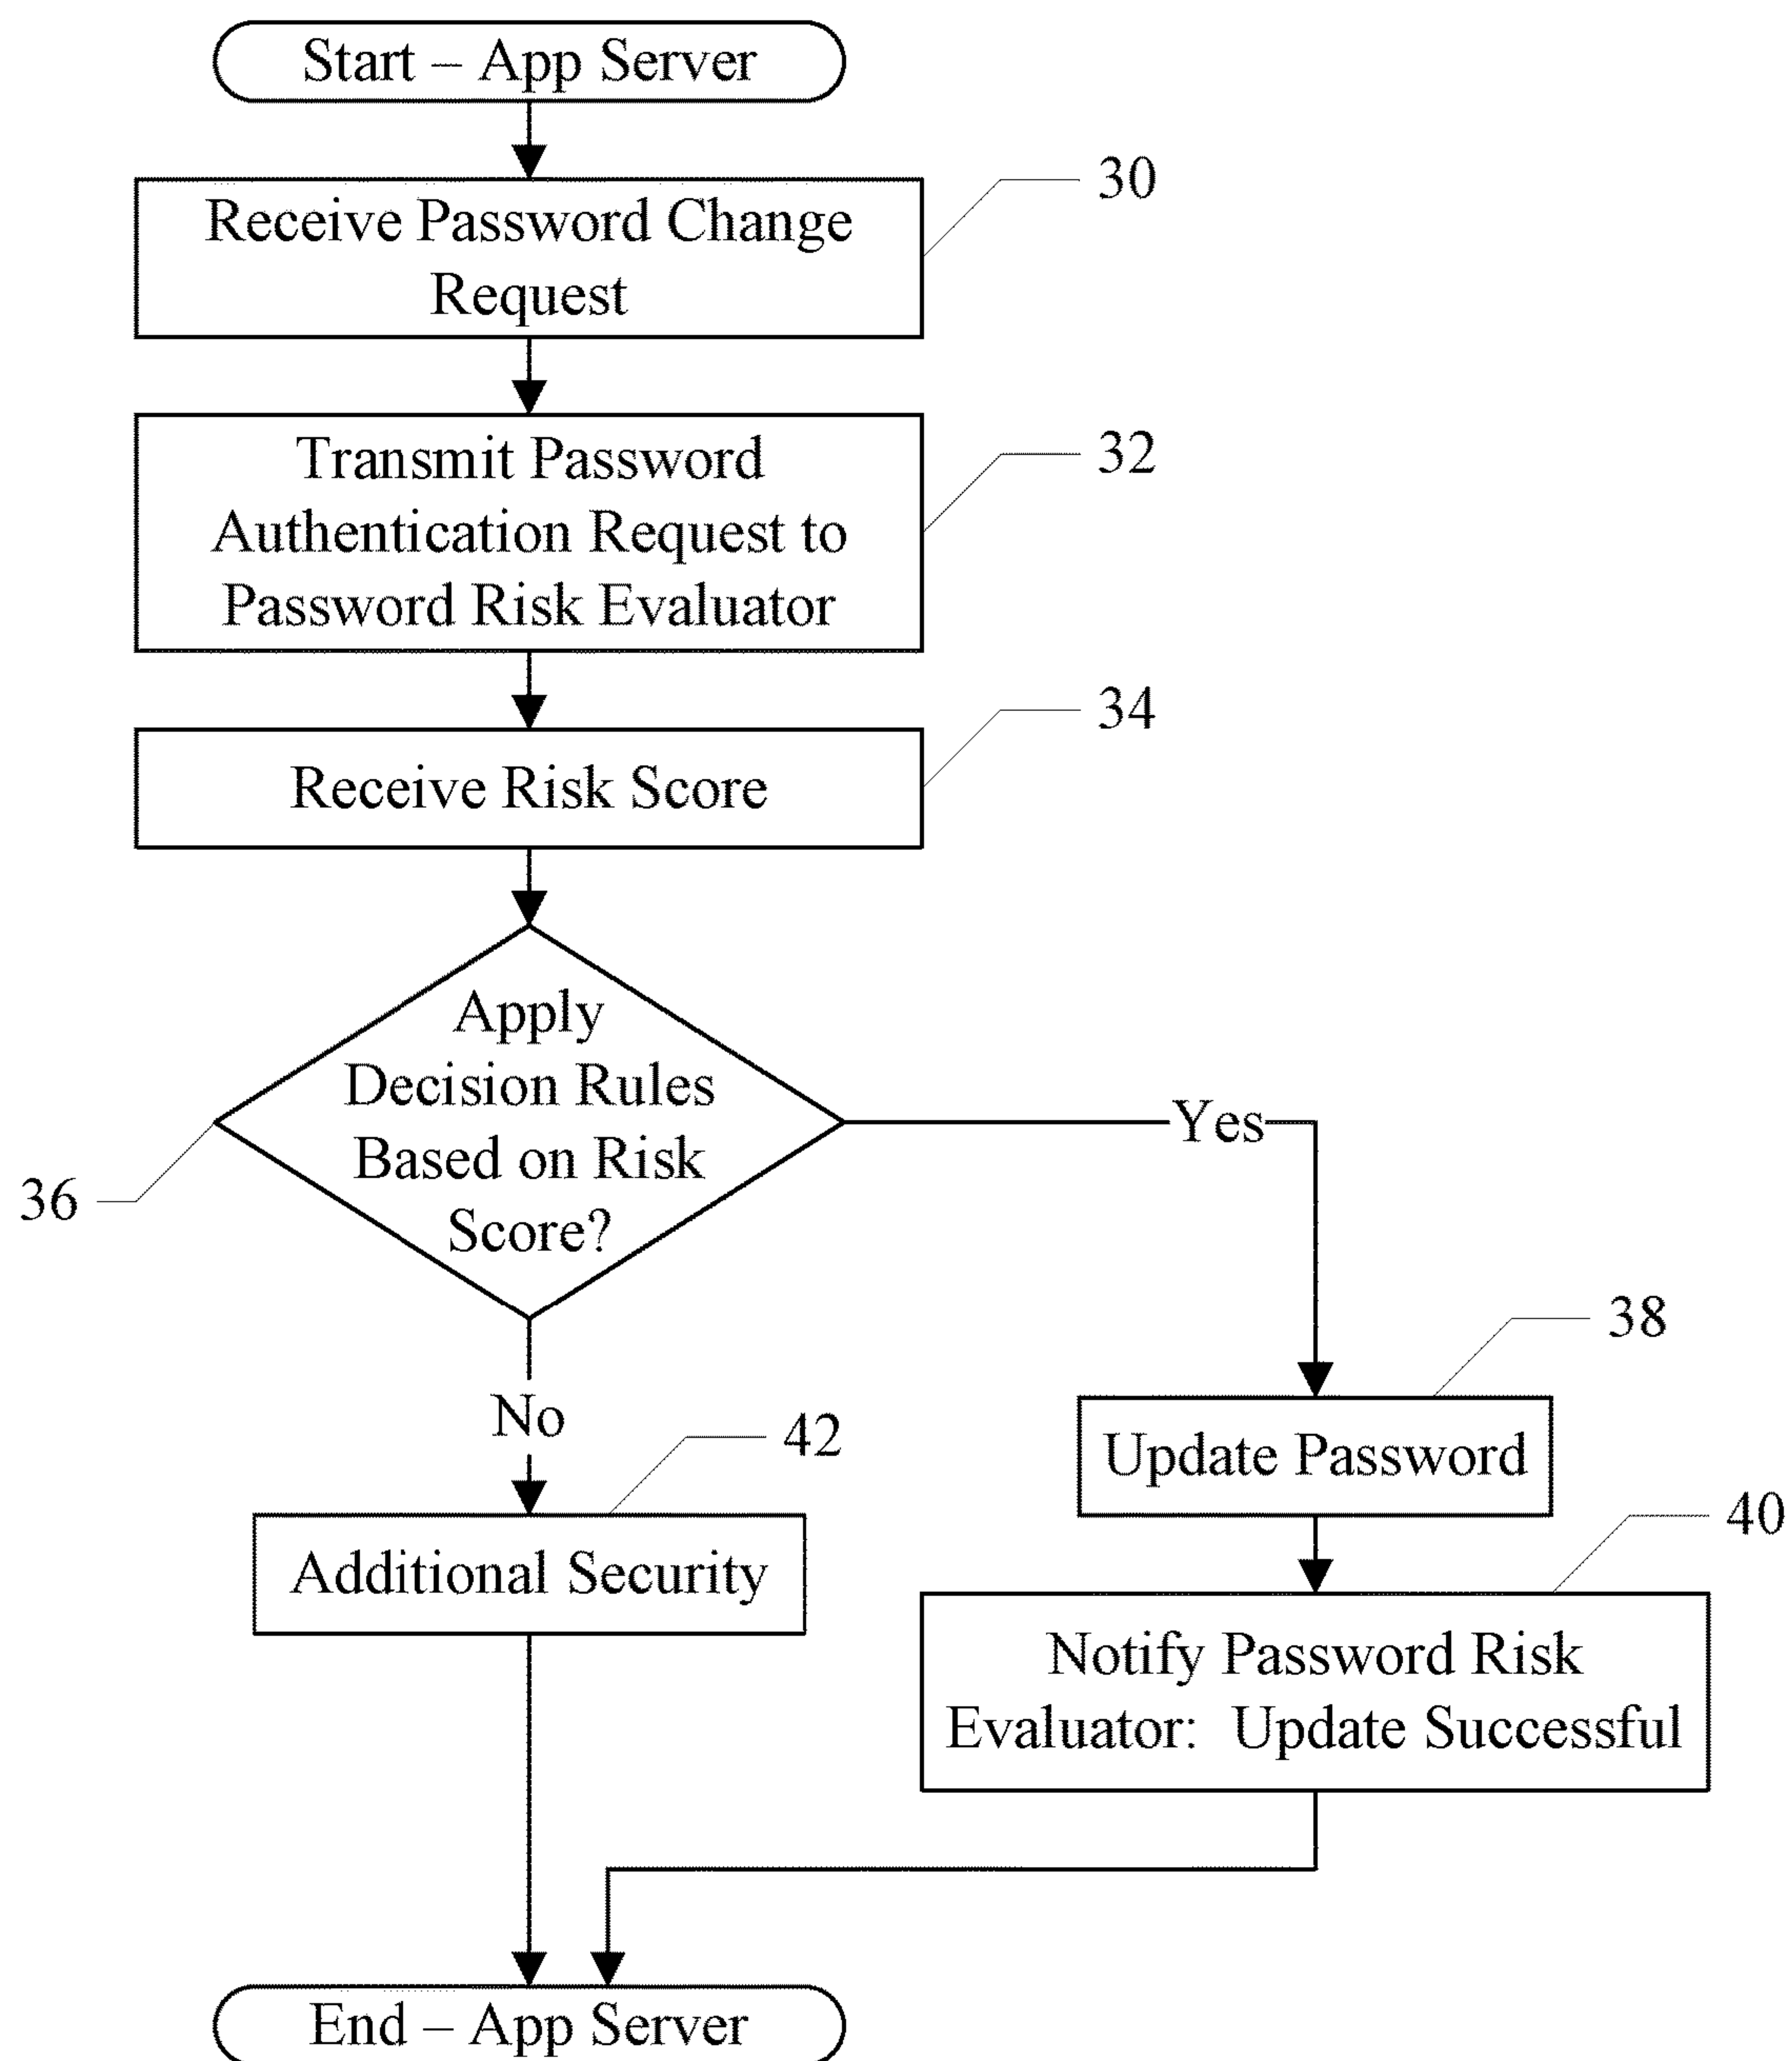 Start – App Server
30
Receive Password Change
Request
32
Transmit Password
Authentication Request to
Password Risk Evaluator
34
Receive Risk Score
Apply
Decision Rules
Based on Risk
Score?
Yes
36
38
No
42
Update Password
40
Additional Security
Notify Password Risk
Evaluator:  Update Successful
End – App Server